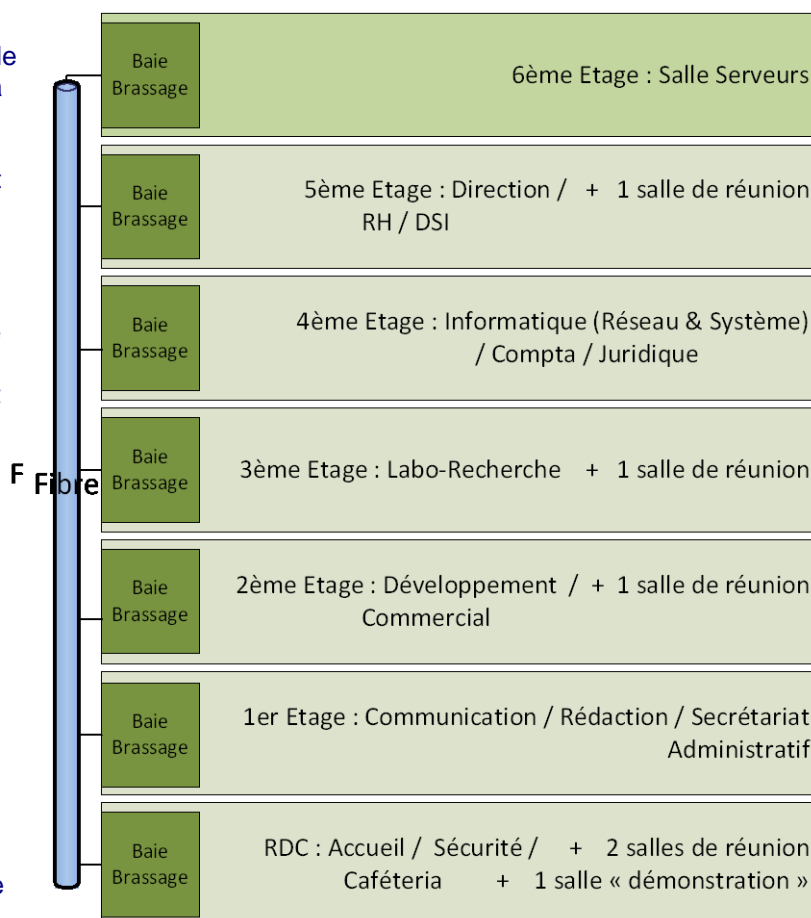 Baie
Brassage
6ème Etage : Salle Serveurs
Baie
Brassage
5ème Etage : Direction / + 1 salle de réunion
RH / DSI
Baie
Brassage
4ème Etage : Informatique (Réseau & Système)
/ Compta / Juridique
F
Fibre
Baie
Brassage
3ème Etage : Labo-Recherche + 1 salle de réunion
Baie
Brassage
2ème Etage : Développement / + 1 salle de réunion
Commercial
Baie
Brassage
1er Etage : Communication / Rédaction / Secrétariat
Administratif
Baie
Brassage
RDC : Accueil / Sécurité / + 2 salles de réunion
Caféteria + 1 salle « démonstration »